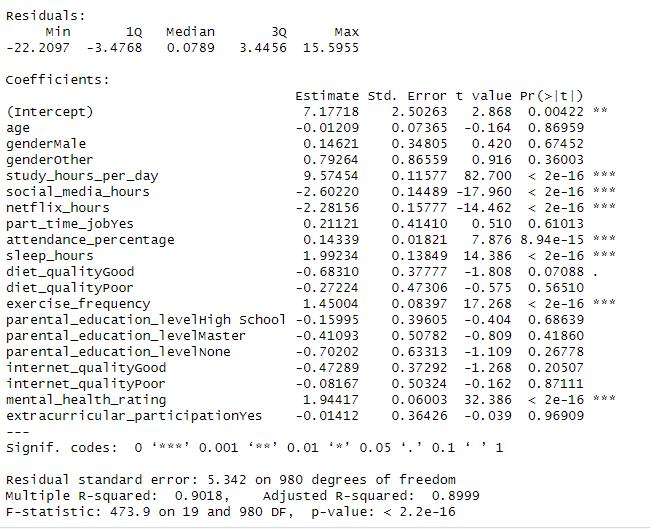 Residuals:
     Min       1Q   Median       3Q      Max
-22.2097  -3.4768   0.0789   3.4456  15.5955

Coefficients:
                                    Estimate Std. Error t value Pr(>|t|)
(Intercept)                          7.17718    2.50263   2.868  0.00422 **
age                                 -0.01209    0.07365  -0.164  0.86959
genderMale                           0.14621    0.34805   0.420  0.67452
genderOther                          0.79264    0.86559   0.916  0.36003
study_hours_per_day                  9.57454    0.11577  82.700  < 2e-16 ***
social_media_hours                  -2.60220    0.14489 -17.960  < 2e-16 ***
netflix_hours                       -2.28156    0.15777 -14.462  < 2e-16 ***
part_time_jobYes                     0.21121    0.41410   0.510  0.61013
attendance_percentage                0.14339    0.01821   7.876 8.94e-15 ***
sleep_hours                          1.99234    0.13849  14.386  < 2e-16 ***
diet_qualityGood                    -0.68310    0.37777  -1.808  0.07088 .
diet_qualityPoor                    -0.27224    0.47306  -0.575  0.56510
exercise_frequency                   1.45004    0.08397  17.268  < 2e-16 ***
parental_education_levelHigh School -0.15995    0.39605  -0.404  0.68639
parental_education_levelMaster      -0.41093    0.50782  -0.809  0.41860
parental_education_levelNone        -0.70202    0.63313  -1.109  0.26778
internet_qualityGood                -0.47289    0.37292  -1.268  0.20507
internet_qualityPoor                -0.08167    0.50324  -0.162  0.87111
mental_health_rating                 1.94417    0.06003  32.386  < 2e-16 ***
extracurricular_participationYes    -0.01412    0.36426  -0.039  0.96909
---
Signif. codes:  0 ‘***’ 0.001 ‘**’ 0.01 ‘*’ 0.05 ‘.’ 0.1 ‘ ’ 1

Residual standard error: 5.342 on 980 degrees of freedom
Multiple R-squared:  0.9018,    Adjusted R-squared:  0.8999
F-statistic: 473.9 on 19 and 980 DF,  p-value: < 2.2e-16